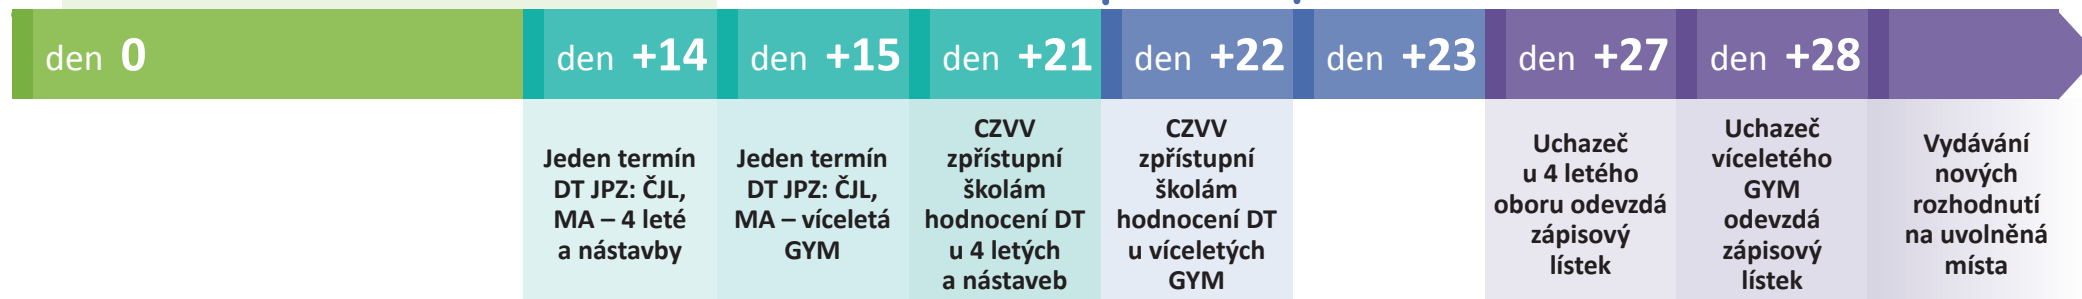 den 0
den +14
den +15
den +21
den +22
den +23
den +27
den +28
Jeden termín
DT JPZ: ČJL,
MA – 4 leté
a nástavby
Jeden termín
DT JPZ: ČJL,
MA – víceletá
GYM
CZVV
zpřístupní
školám
hodnocení DT
u 4 letých
a nástaveb
CZVV
zpřístupní
školám
hodnocení DT
u víceletých
GYM
Uchazeč
u 4 letého
oboru odevzdá
zápisový
lístek
Uchazeč
víceletého
GYM
odevzdá
zápisový
lístek
Vydávání
nových
rozhodnutí
na uvolněná
místa